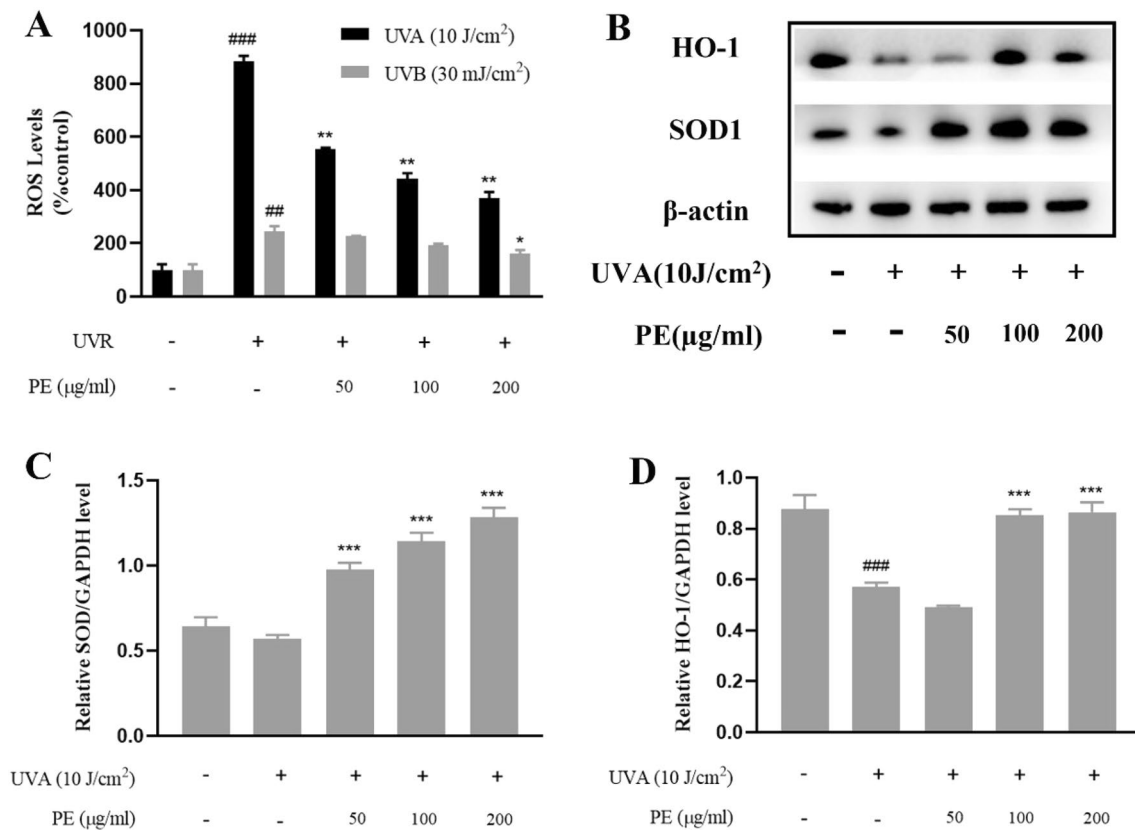 A
ROS Levels
(%control)
1000
800
600
400
200
0
###
##
**
**
**
*
UVA (10 J/cm²)
UVB (30 mJ/cm²)
UVR - + + + +
PE (μg/ml) - - 50 100 200
B
HO-1
SOD1
β-actin
UVA(10J/cm²) - + + + +
PE(μg/ml) - - 50 100 200
C
Relative SOD/GAPDH level
1.5
1.0
0.5
0.0
***
***
***
UVA (10 J/cm²) - + + + +
PE (μg/ml) - - 50 100 200
D
Relative HO-1/GAPDH level
1.0
0.8
0.6
0.4
0.2
0.0
###
***
***
UVA (10 J/cm²) - + + + +
PE (μg/ml) - - 50 100 200